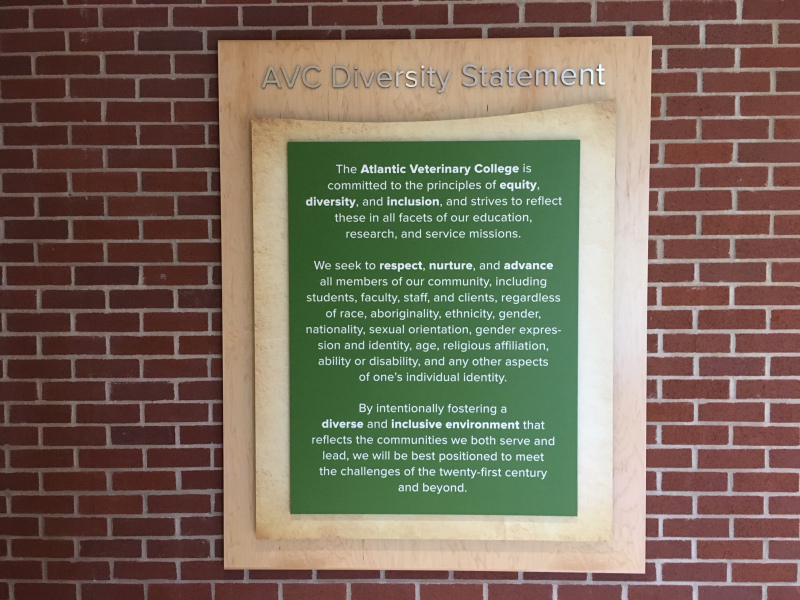 AVC Diversity Statement
The Atlantic Veterinary College is
committed to the principles of equity,
diversity, and inclusion, and strives to reflect
these in all facets of our education,
research, and service missions.
We seek to respect, nurture, and advance
all members of our community, including
students, faculty, staff, and clients, regardless
of race, aboriginality, ethnicity, gender,
nationality, sexual orientation, gender expres-
sion and identity, age, religious affiliation,
ability or disability, and any other aspects
of one's individual identity.
By intentionally fostering a
diverse and inclusive environment that
reflects the communities we both serve and
lead, we will be best positioned to meet
the challenges of the twenty-first century
and beyond.